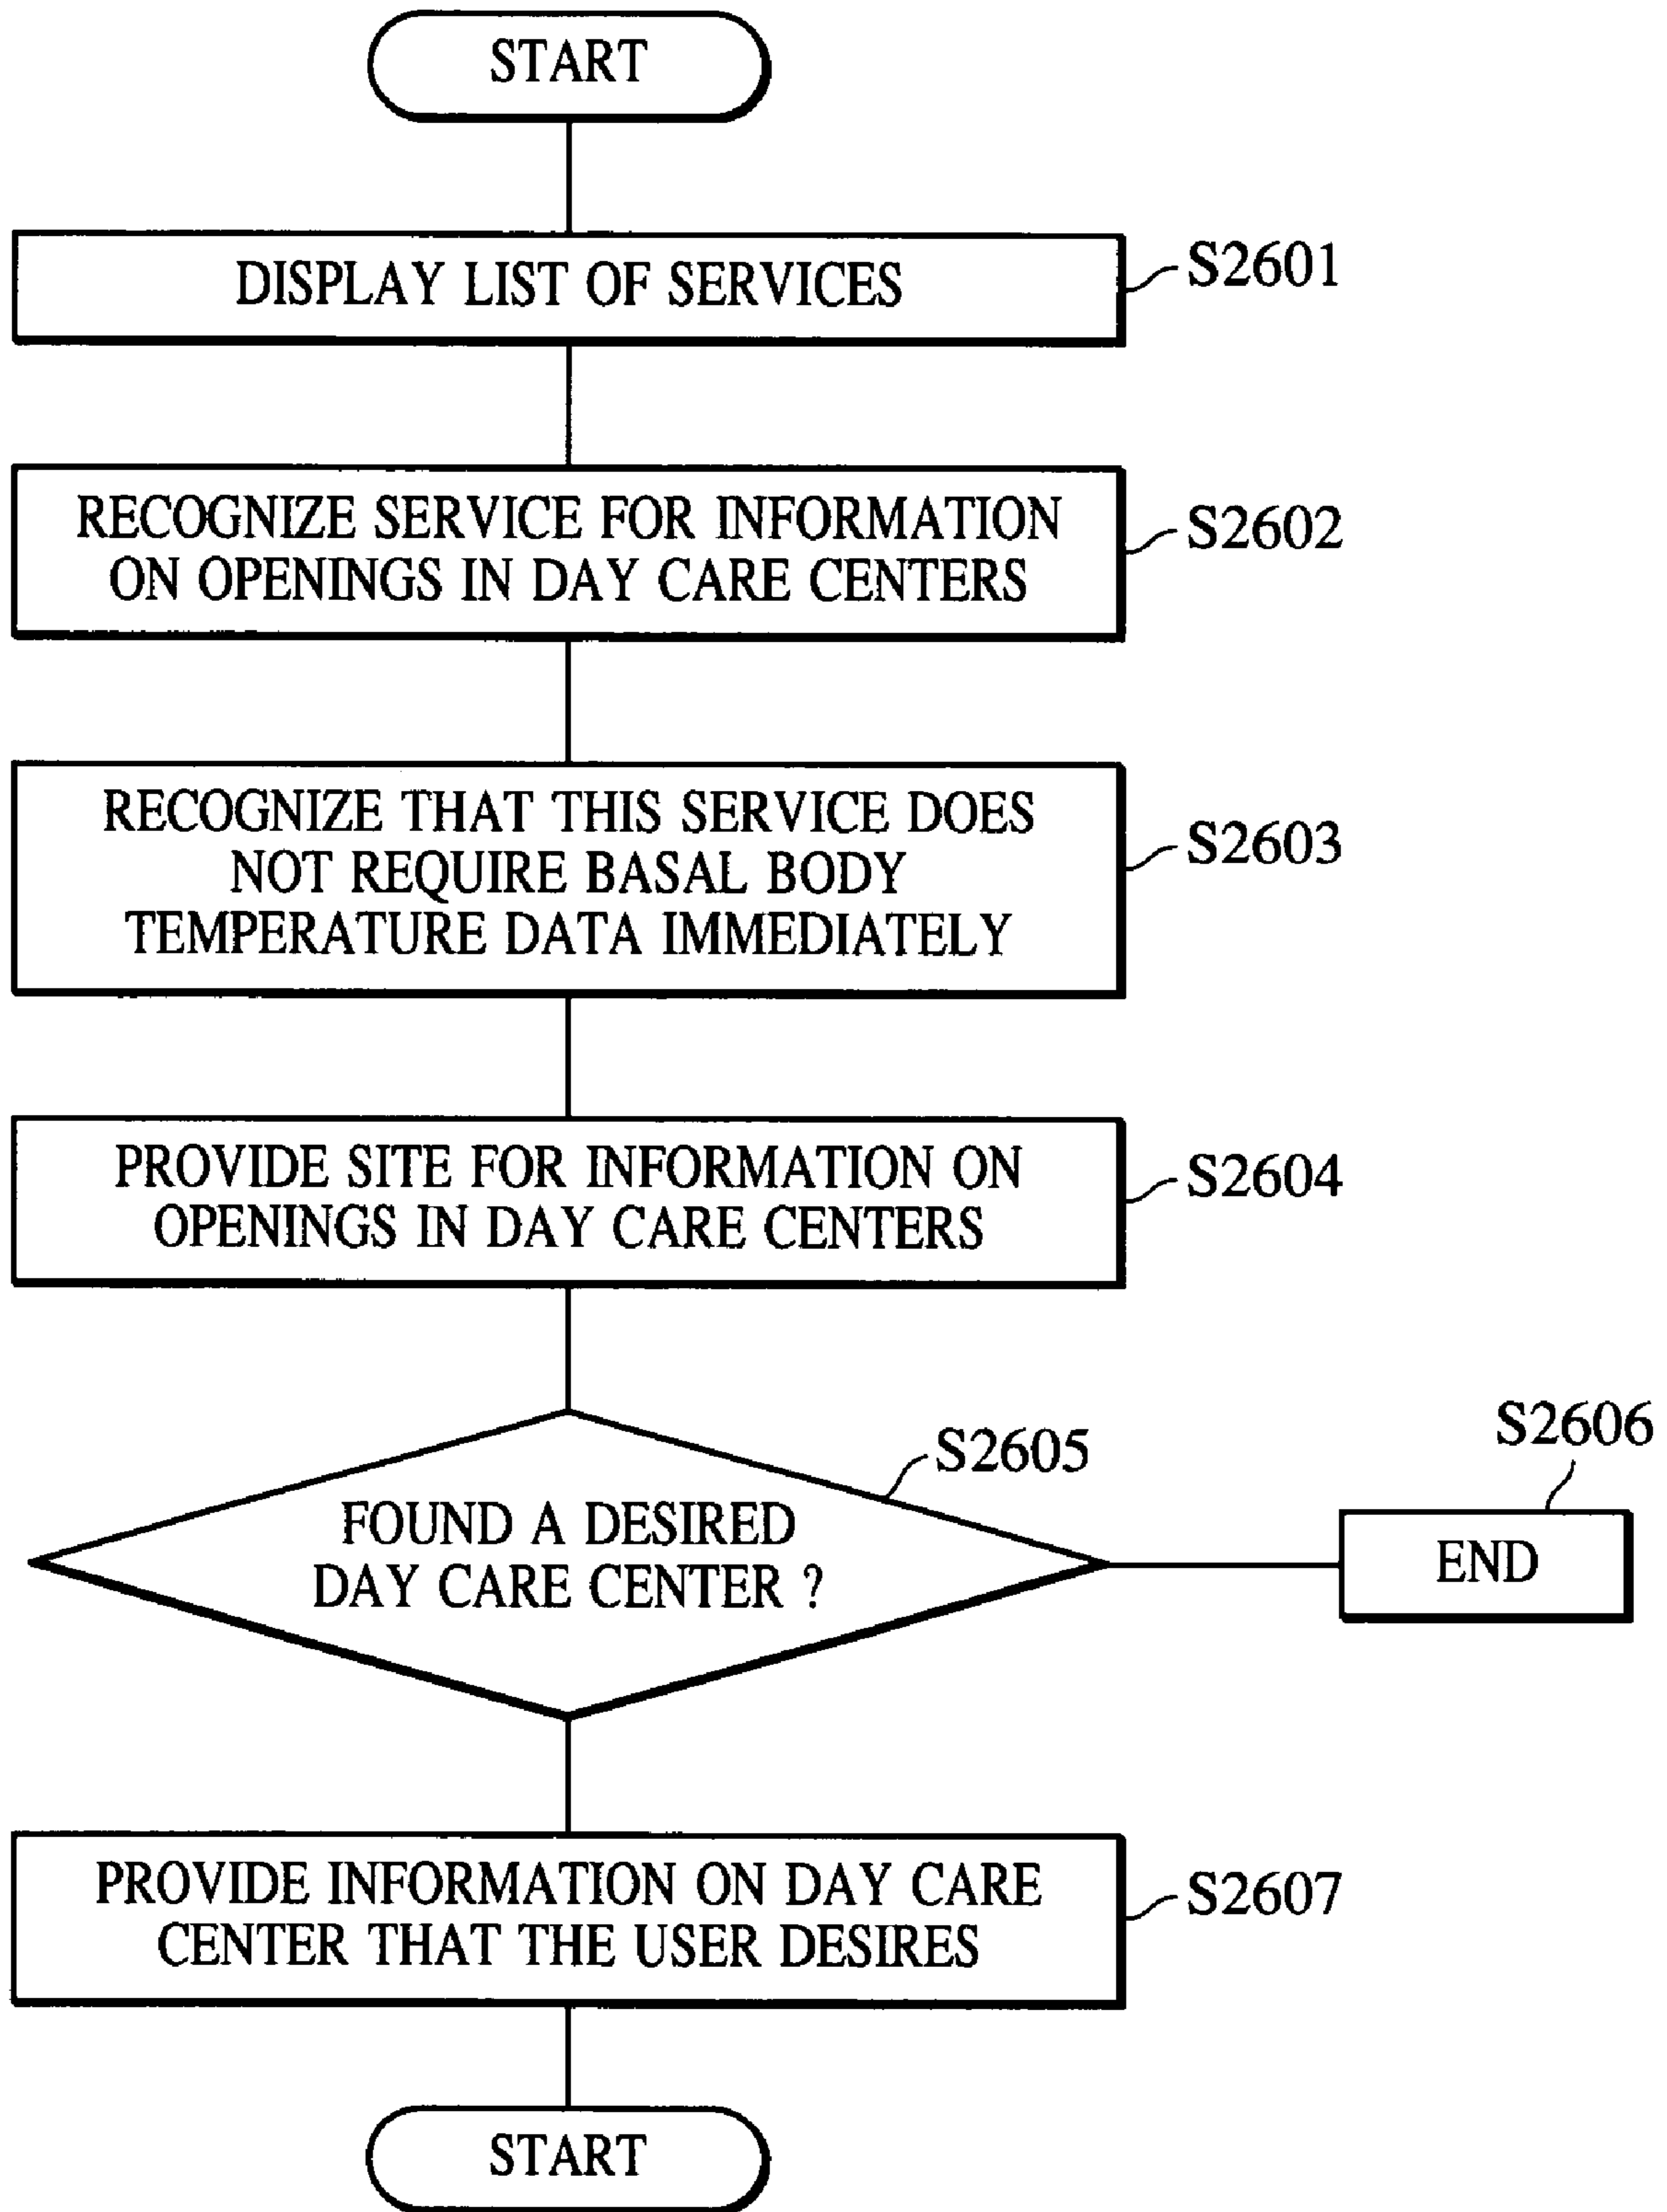 START
DISPLAY LIST OF SERVICES
S2601
RECOGNIZE SERVICE FOR INFORMATION
ON OPENINGS IN DAY CARE CENTERS
S2602
RECOGNIZE THAT THIS SERVICE DOES
NOT REQUIRE BASAL BODY
TEMPERATURE DATA IMMEDIATELY
S2603
PROVIDE SITE FOR INFORMATION ON
OPENINGS IN DAY CARE CENTERS
S2604
FOUND A DESIRED
DAY CARE CENTER ?
S2605
S2606
END
PROVIDE INFORMATION ON DAY CARE
CENTER THAT THE USER DESIRES
S2607
START